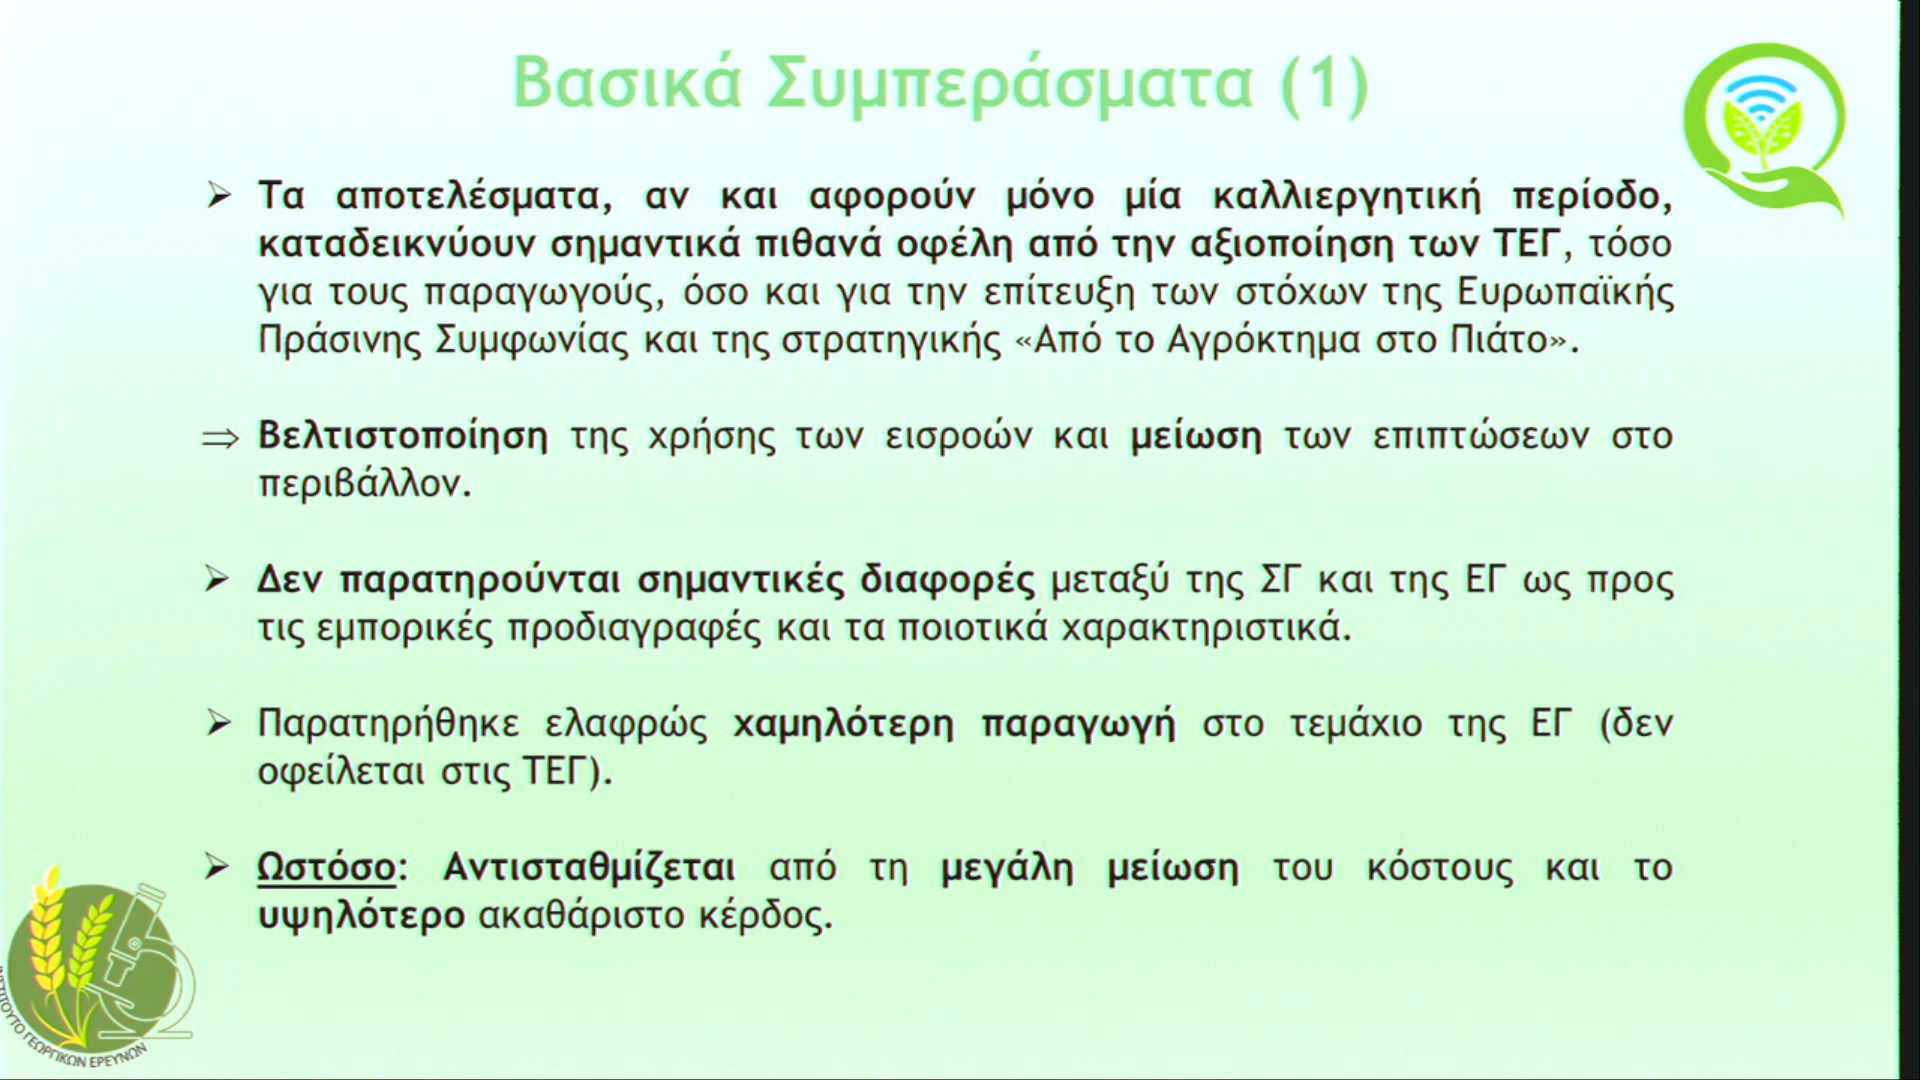 Βασικά Συμπεράσματα (1)
➢ Τα αποτελέσματα, αν και αφορούν μόνο μία καλλιεργητική περίοδο,
καταδεικνύουν σημαντικά πιθανά οφέλη από την αξιοποίηση των ΤΕΓ, τόσο
για τους παραγωγούς, όσο και για την επίτευξη των στόχων της Ευρωπαϊκής
Πράσινης Συμφωνίας και της στρατηγικής «Από το Αγρόκτημα στο Πιάτο».
⇒ Βελτιστοποίηση της χρήσης των εισροών και μείωση των επιπτώσεων στο
περιβάλλον.
➢ Δεν παρατηρούνται σημαντικές διαφορές μεταξύ της ΣΓ και της ΕΓ ως προς
τις εμπορικές προδιαγραφές και τα ποιοτικά χαρακτηριστικά.
➢ Παρατηρήθηκε ελαφρώς χαμηλότερη παραγωγή στο τεμάχιο της ΕΓ (δεν
οφείλεται στις ΤΕΓ).
➢ Ωστόσο: Αντισταθμίζεται από τη μεγάλη μείωση του κόστους και το
υψηλότερο ακαθάριστο κέρδος.
ΙΝΣΤΙΤΟΥΤΟ ΓΕΩΡΓΙΚΩΝ ΕΡΕΥΝΩΝ